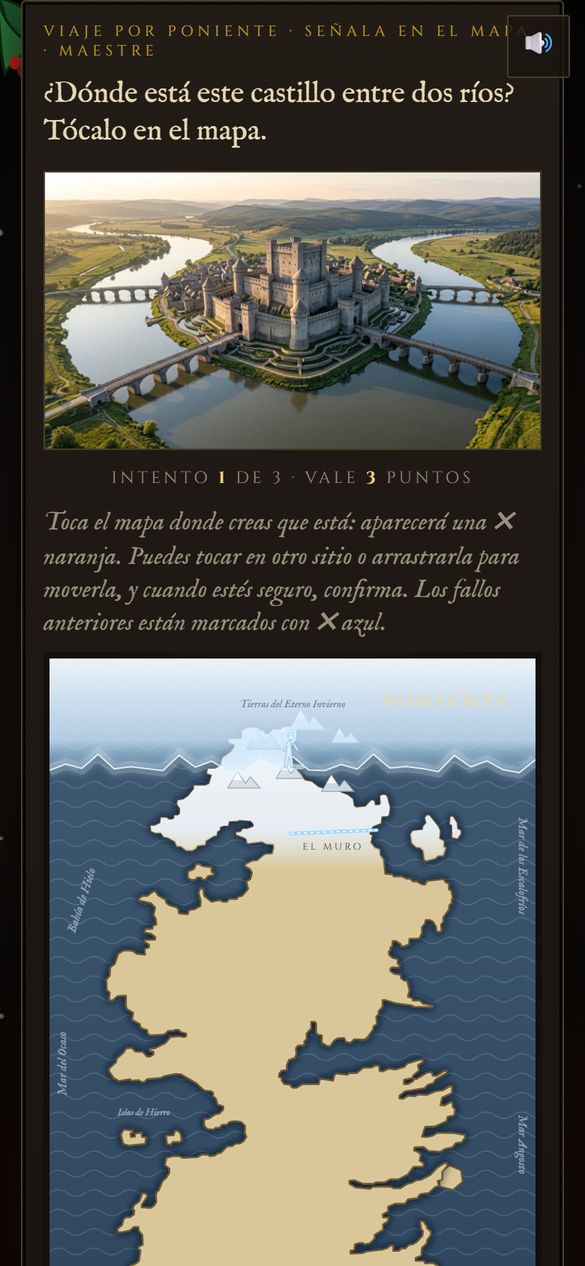 VIAJE POR PONIENTE · SEÑALA EN EL MAPA
· MAESTRE
¿Dónde está este castillo entre dos ríos?
Tócalo en el mapa.
INTENTO 1 DE 3 · VALE 3 PUNTOS
Toca el mapa donde creas que está: aparecerá una ✕
naranja. Puedes tocar en otro sitio o arrastrarla para
moverla, y cuando estés seguro, confirma. Los fallos
anteriores están marcados con ✕ azul.
Tierras del Eterno Invierno
PONIENTE
EL MURO
Mar de los Escalofríos
Bahía de Hielo
Mar del Ocaso
Islas de Hierro
Mar Angosto